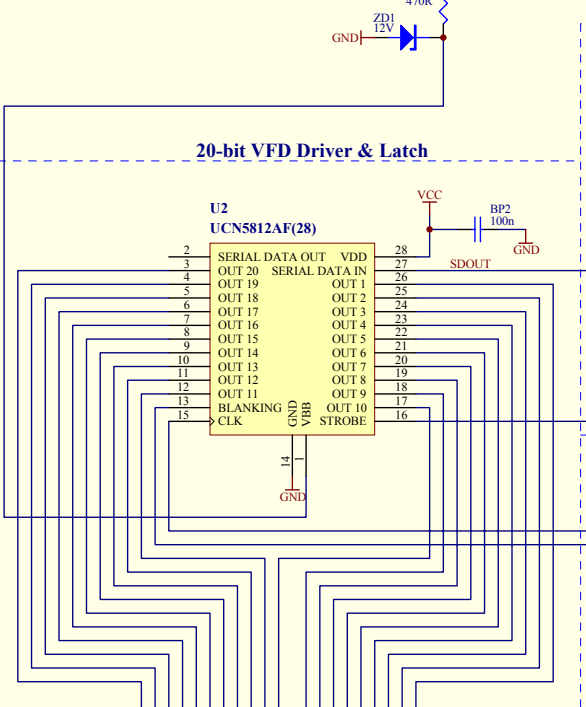 470R
ZD1
12V
GND
20-bit VFD Driver & Latch
VCC
U2
BP2
UCN5812AF(28)
100n
GND
2 SERIAL DATA OUT VDD 28
3 OUT 20 SERIAL DATA IN 27 SDOUT
4 OUT 19 OUT 1 26
5 OUT 18 OUT 2 25
6 OUT 17 OUT 3 24
7 OUT 16 OUT 4 23
8 OUT 15 OUT 5 22
9 OUT 14 OUT 6 21
10 OUT 13 OUT 7 20
11 OUT 12 OUT 8 19
12 OUT 11 OUT 9 18
13 BLANKING OUT 10 17
15 CLK STROBE 16
GND
VBB
14
1
GND